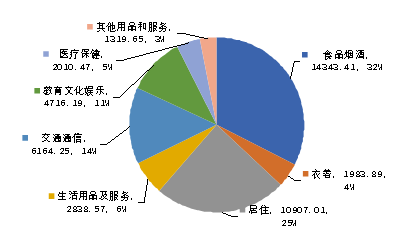 其他用品和服务,
1319.65, 3%
医疗保健,
2010.47, 5%
教育文化娱乐,
4716.19, 11%
交通通信,
6164.25, 14%
生活用品及服务,
2838.57, 6%
食品烟酒,
14343.41, 32%
衣着, 1983.89,
4%
居住, 10907.01,
25%